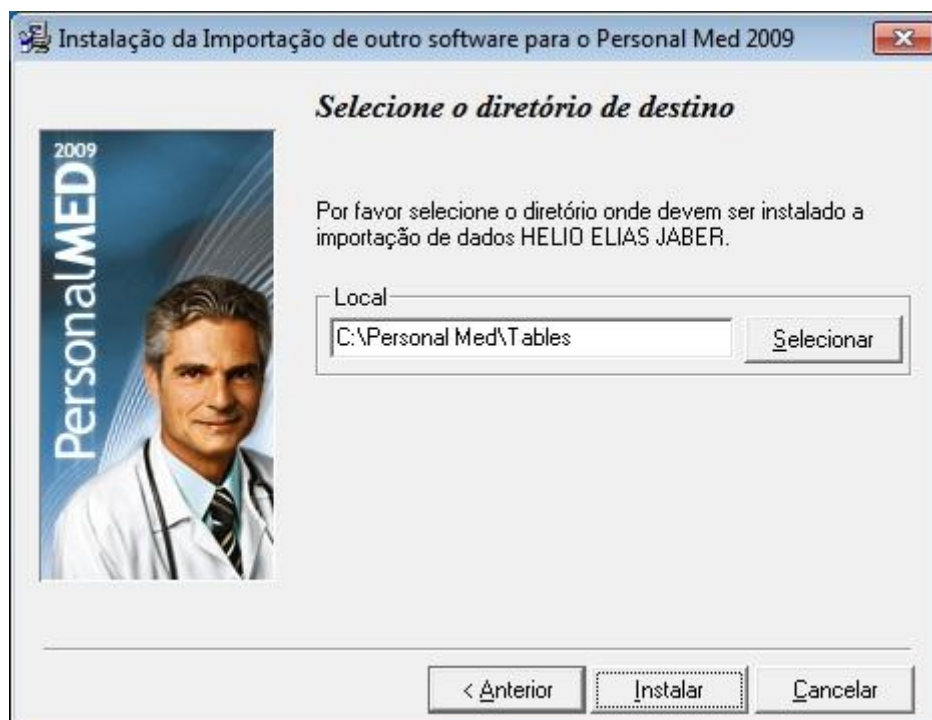 Instalação da Importação de outro software para o Personal Med 2009
Selecione o diretório de destino
2009
PersonalMED
Por favor selecione o diretório onde devem ser instalado a
importação de dados HELIO ELIAS JABER.
Local
C:\Personal Med\Tables
Selecionar
< Anterior
Instalar
Cancelar